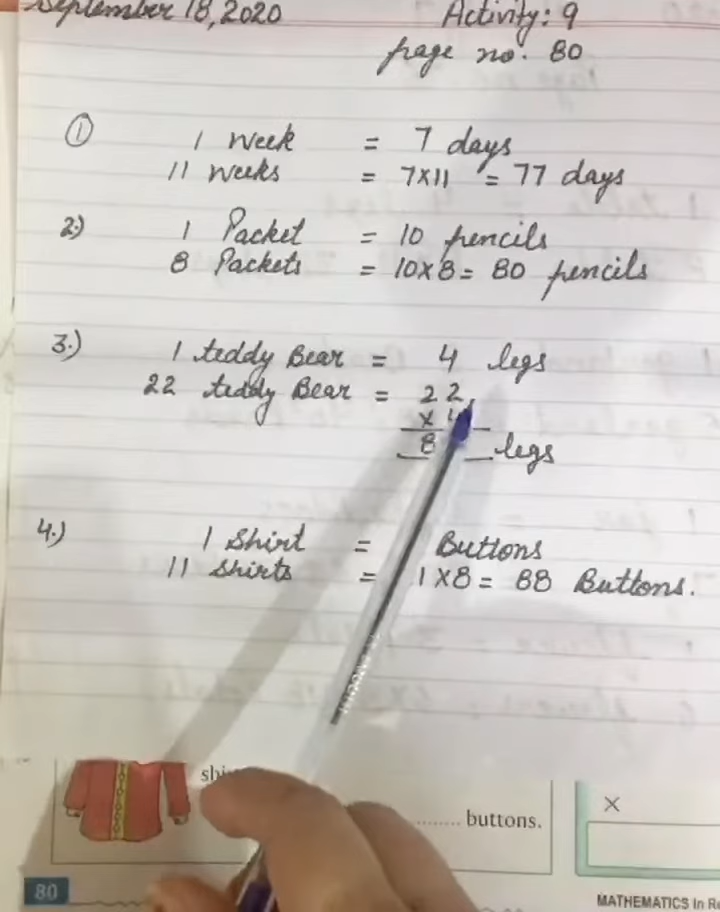 September 18, 2020
Activity: 9
page no. 80
① 1 Week = 7 days
11 Weeks = 7x11 = 77 days
2.) 1 Packet = 10 pencils
8 Packets = 10x8 = 80 pencils
3.) 1 teddy Bear = 4 legs
22 teddy Bear = 22
x 4
8 legs
4.) 1 Shirt = Buttons
11 Shirts = 1x8 = 88 Buttons.
buttons.
×
80
MATHEMATICS In